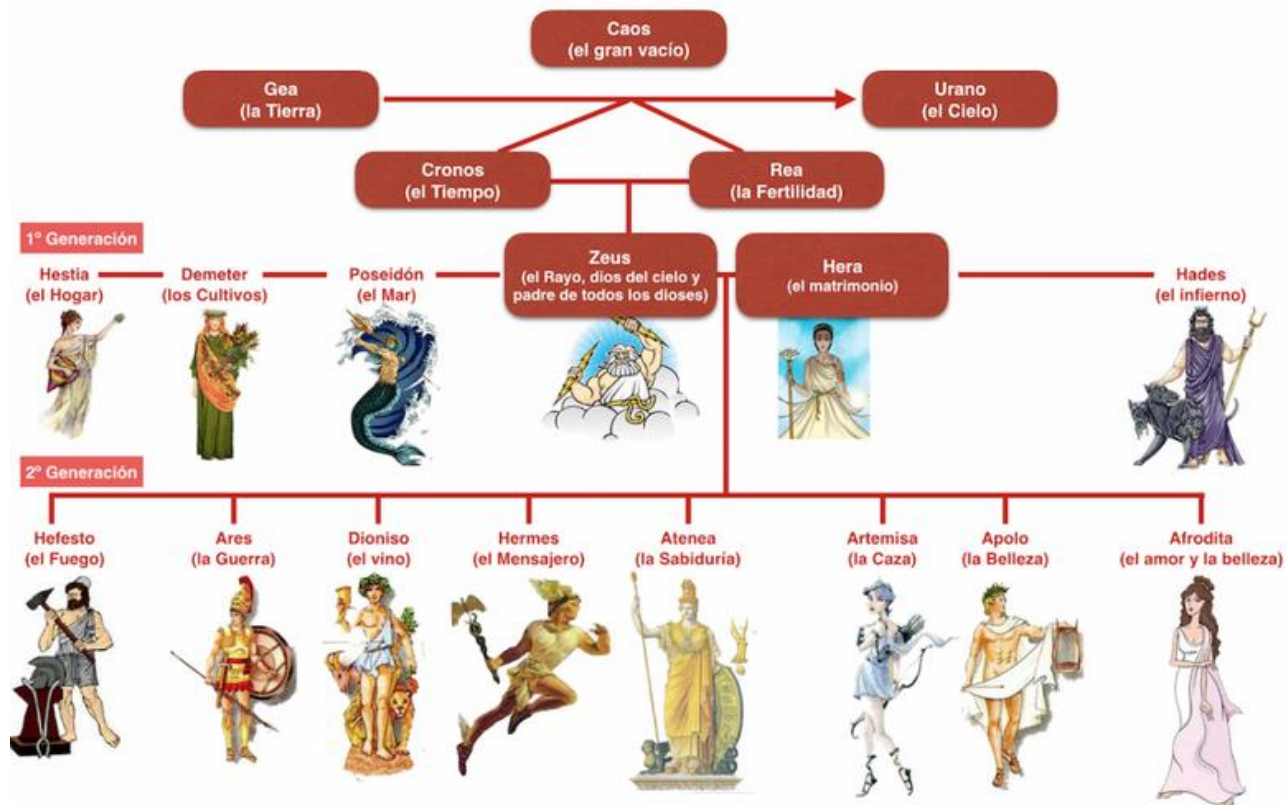 Caos
(el gran vacío)
Gea
(la Tierra)
Urano
(el Cielo)
Cronos
(el Tiempo)
Rea
(la Fertilidad)
1º Generación
Hestia
(el Hogar)
Demeter
(los Cultivos)
Poseidón
(el Mar)
Zeus
(el Rayo, dios del cielo y
padre de todos los dioses)
Hera
(el matrimonio)
Hades
(el infierno)
2º Generación
Hefesto
(el Fuego)
Ares
(la Guerra)
Dioniso
(el vino)
Hermes
(el Mensajero)
Atenea
(la Sabiduría)
Artemisa
(la Caza)
Apolo
(la Belleza)
Afrodita
(el amor y la belleza)